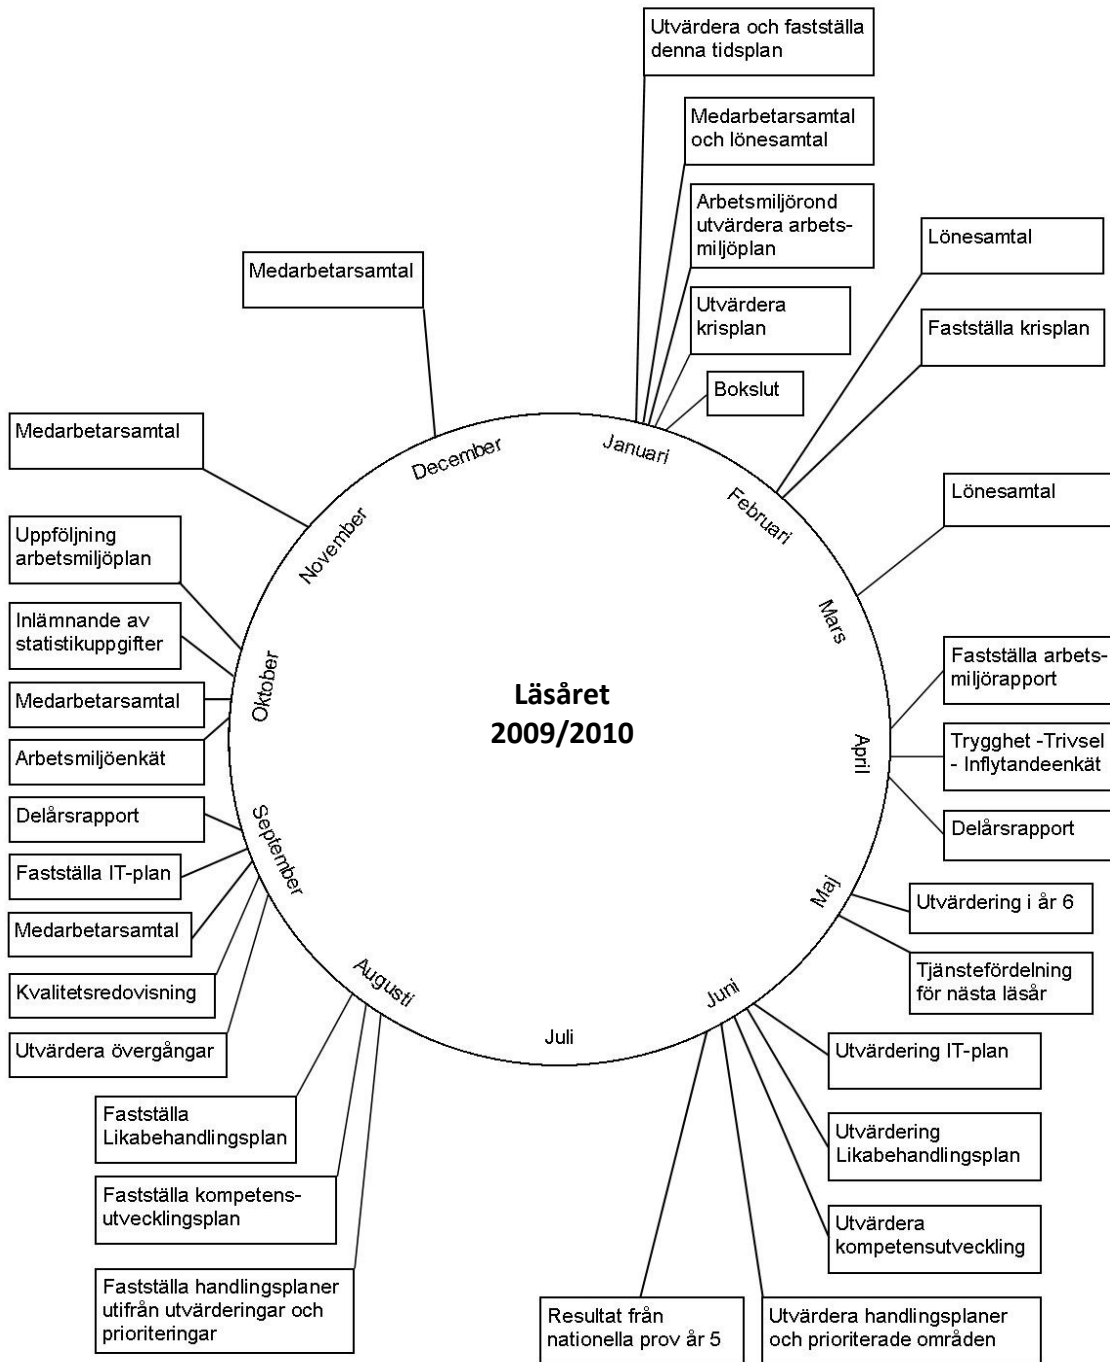 Utvärdera och fastställa
denna tidsplan
Medarbetarsamtal
och lönesamtal
Arbetsmiljörond
utvärdera arbets-
miljöplan
Utvärdera
krisplan
Bokslut
Lönesamtal
Fastställa krisplan
Lönesamtal
Fastställa arbets-
miljörapport
Trygghet -Trivsel
- Inflytandeenkät
Delårsrapport
Utvärdering i år 6
Tjänstefördelning
för nästa läsår
Utvärdering IT-plan
Utvärdering
Likabehandlingsplan
Utvärdera
kompetensutveckling
Utvärdera handlingsplaner
och prioriterade områden
Resultat från
nationella prov år 5
Fastställa handlingsplaner
utifrån utvärderingar och
prioriteringar
Fastställa kompetens-
utvecklingsplan
Fastställa
Likabehandlingsplan
Utvärdera övergångar
Kvalitetsredovisning
Medarbetarsamtal
Fastställa IT-plan
Delårsrapport
Arbetsmiljöenkät
Medarbetarsamtal
Inlämnande av
statistikuppgifter
Uppföljning
arbetsmiljöplan
Medarbetarsamtal
Medarbetarsamtal
Januari
Februari
Mars
April
Maj
Juni
Juli
Augusti
September
Oktober
November
December
Läsåret
2009/2010